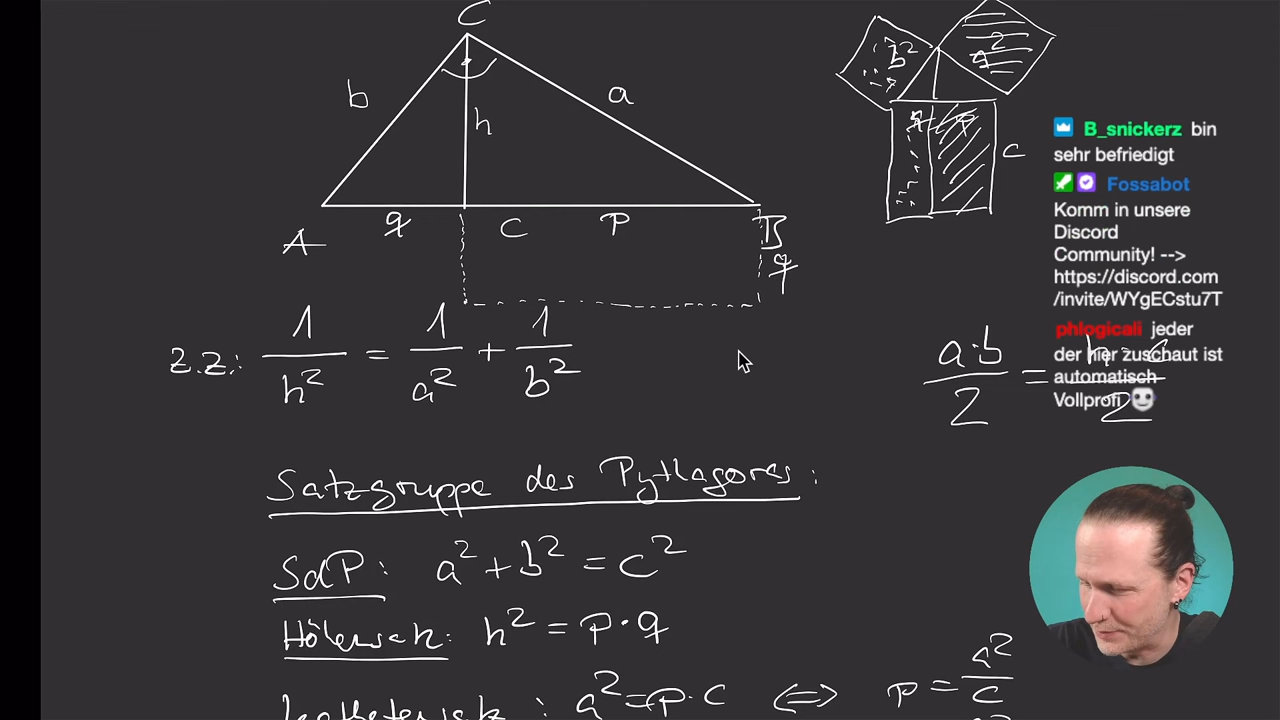 C
b
a
h
A
q
c
p
B
q
b²
a²
q
p
c
B_snickerz bin
sehr befriedigt
Fossabot
Komm in unsere
Discord
Community! -->
https://discord.com
/invite/WYgECstu7T
phlogicali jeder
der hier zuschaut ist
automatisch
Vollprofi
z.z.: 1/h² = 1/a² + 1/b²
a·b/2 = h·c/2
Satzgruppe des Pythagoras:
SdP: a² + b² = c²
Höhensatz: h² = p·q
Kathetensatz: a² = p·c ⇔ p = a²/c